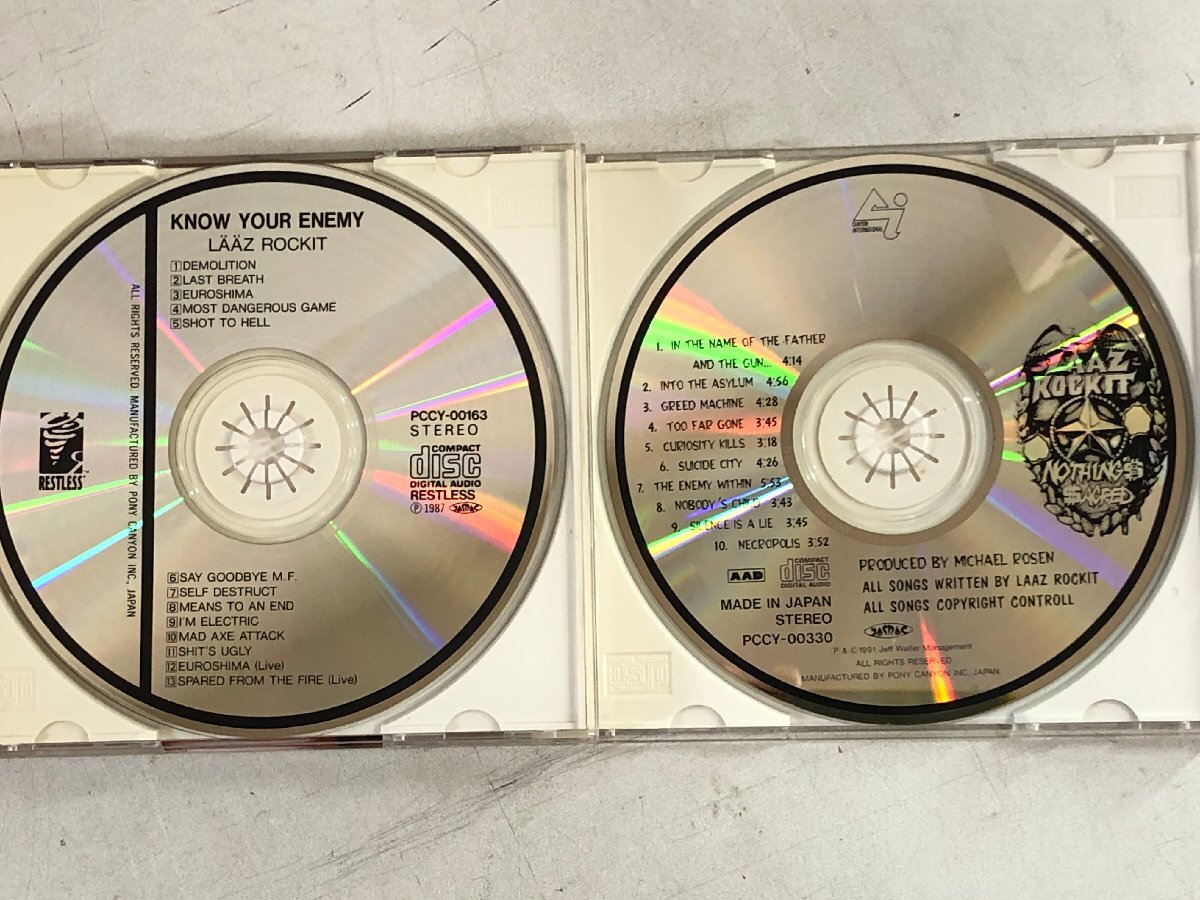 KNOW YOUR ENEMY
LÄÄZ ROCKIT
1 DEMOLITION
2 LAST BREATH
3 EUROSHIMA
4 MOST DANGEROUS GAME
5 SHOT TO HELL
ALL RIGHTS RESERVED. MANUFACTURED BY PONY CANYON INC., JAPAN
RESTLESS
PCCY-00163
STEREO
COMPACT
disc
DIGITAL AUDIO
RESTLESS
Ⓟ 1987
6 SAY GOODBYE M.F.
7 SELF DESTRUCT
8 MEANS TO AN END
9 I'M ELECTRIC
10 MAD AXE ATTACK
11 SHIT'S UGLY
12 EUROSHIMA (Live)
13 SPARED FROM THE FIRE (Live)
CANYON
INTERNATIONAL
1. IN THE NAME OF THE FATHER
AND THE GUN... 4:14
2. INTO THE ASYLUM 4:56
3. GREED MACHINE 4:28
4. TOO FAR GONE 3:45
5. CURIOSITY KILLS 3:18
6. SUICIDE CITY 4:26
7. THE ENEMY WITHIN 5:53
8. NOBODY'S CHILD 3:43
9. SILENCE IS A LIE 3:45
10. NECROPOLIS 3:52
LAAZ
ROCKIT
NOTHING$
$ACRED
AAD
COMPACT
disc
DIGITAL AUDIO
MADE IN JAPAN
STEREO
PCCY-00330
PRODUCED BY MICHAEL ROSEN
ALL SONGS WRITTEN BY LAAZ ROCKIT
ALL SONGS COPYRIGHT CONTROLL
P & C 1991 Jeff Weller Management
ALL RIGHTS RESERVED.
MANUFACTURED BY PONY CANYON INC., JAPAN.